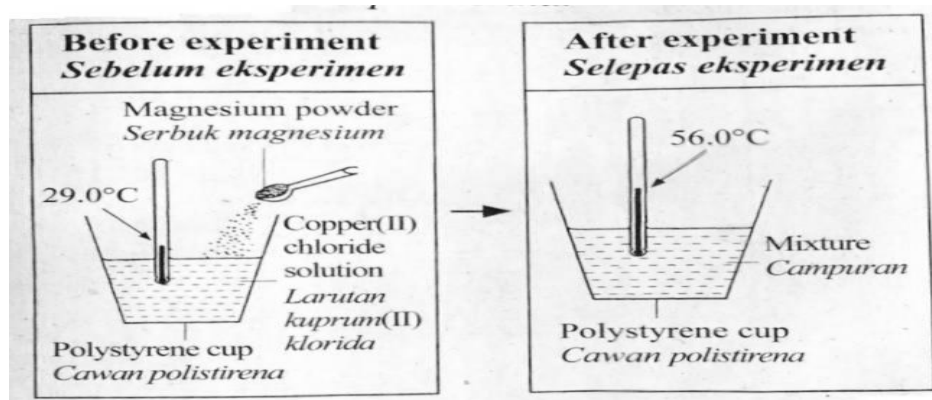 Before experiment
Sebelum eksperimen
Magnesium powder
Serbuk magnesium
29.0°C
Copper(II)
chloride
solution
Larutan
kuprum(II)
klorida
Polystyrene cup
Cawan polistirena
After experiment
Selepas eksperimen
56.0°C
Mixture
Campuran
Polystyrene cup
Cawan polistirena